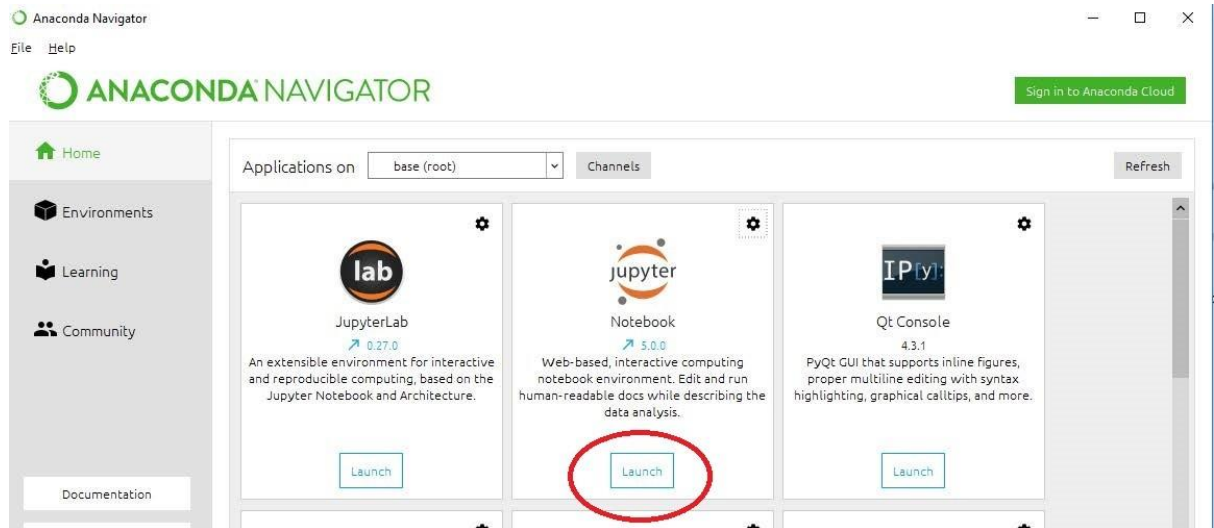 Anaconda Navigator
File Help
ANACONDA NAVIGATOR
Sign in to Anaconda Cloud
Home
Environments
Learning
Community
Documentation
Applications on base (root) Channels Refresh
lab
JupyterLab
0.27.0
An extensible environment for interactive
and reproducible computing, based on the
Jupyter Notebook and Architecture.
Launch
jupyter
Notebook
5.0.0
Web-based, interactive computing
notebook environment. Edit and run
human-readable docs while describing the
data analysis.
Launch
IP[y]:
Qt Console
4.3.1
PyQt GUI that supports inline figures,
proper multiline editing with syntax
highlighting, graphical calltips, and more.
Launch